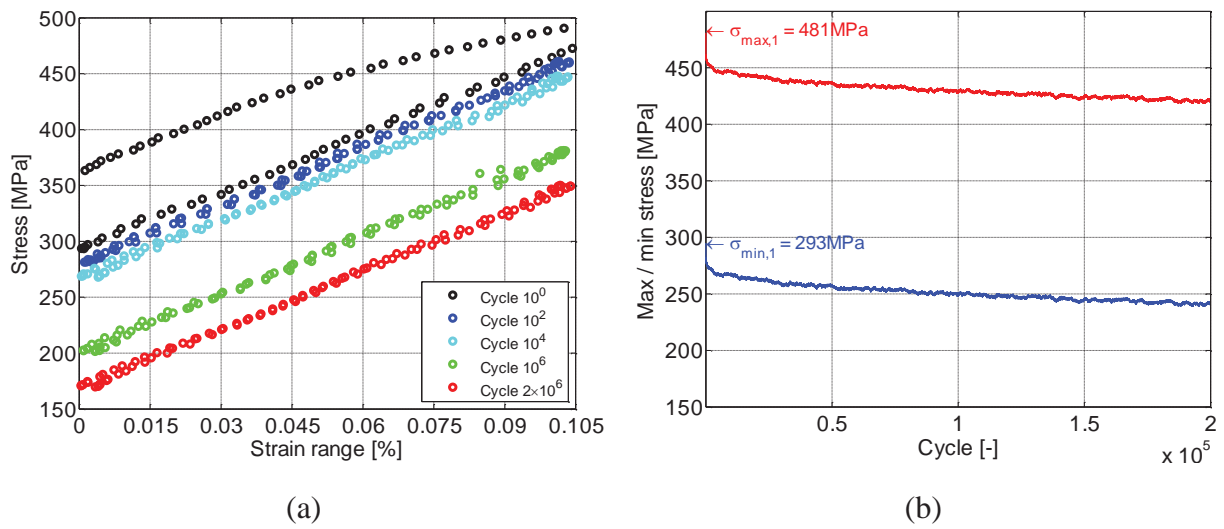 500
450
400
350
300
250
200
150
Stress [MPa]
Cycle 10⁰
Cycle 10²
Cycle 10⁴
Cycle 10⁶
Cycle 2×10⁶
0 0.015 0.03 0.045 0.06 0.075 0.09 0.105
Strain range [%]
(a)
← σmax,1 = 481MPa
450
400
350
300
← σmin,1 = 293MPa
250
200
150
Max / min stress [MPa]
0.5 1 1.5 2
Cycle [-]
x 10⁵
(b)